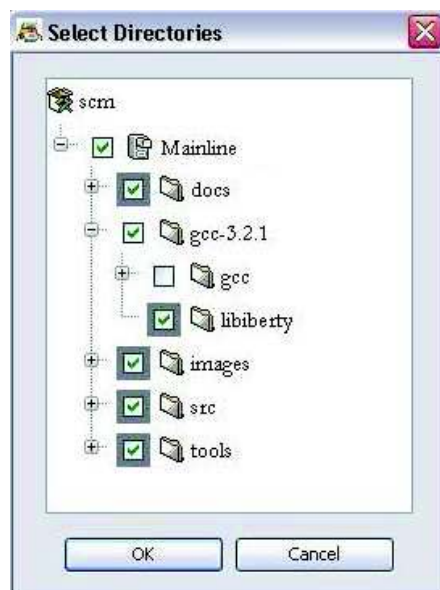 Select Directories
scm
Mainline
docs
gcc-3.2.1
gcc
libiberty
images
src
tools
OK
Cancel